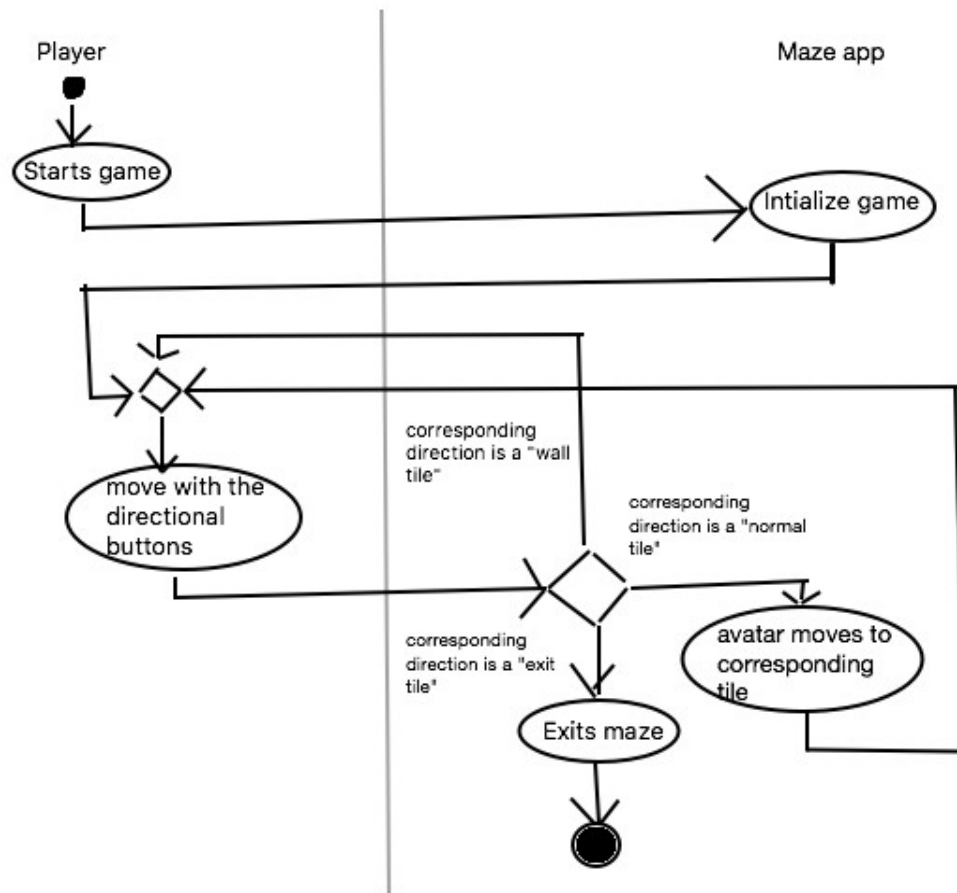 Player
Maze app
Starts game
Intialize game
corresponding
direction is a "wall
tile"
corresponding
direction is a "normal
tile"
move with the
directional
buttons
corresponding
direction is a "exit
tile"
avatar moves to
corresponding
tile
Exits maze